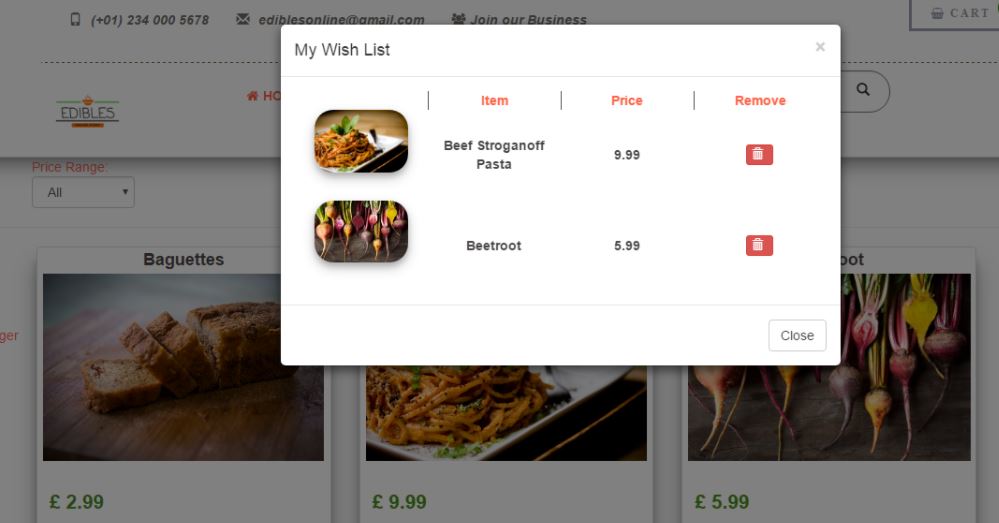 (+01) 234 000 5678 ediblesonline@gmail.com Join our Business
CART
My Wish List ×
EDIBLES
HO
Item Price Remove
Beef Stroganoff
Pasta
9.99
Beetroot 5.99
Price Range:
All
Close
Baguettes
oot
ger
£ 2.99 £ 9.99 £ 5.99